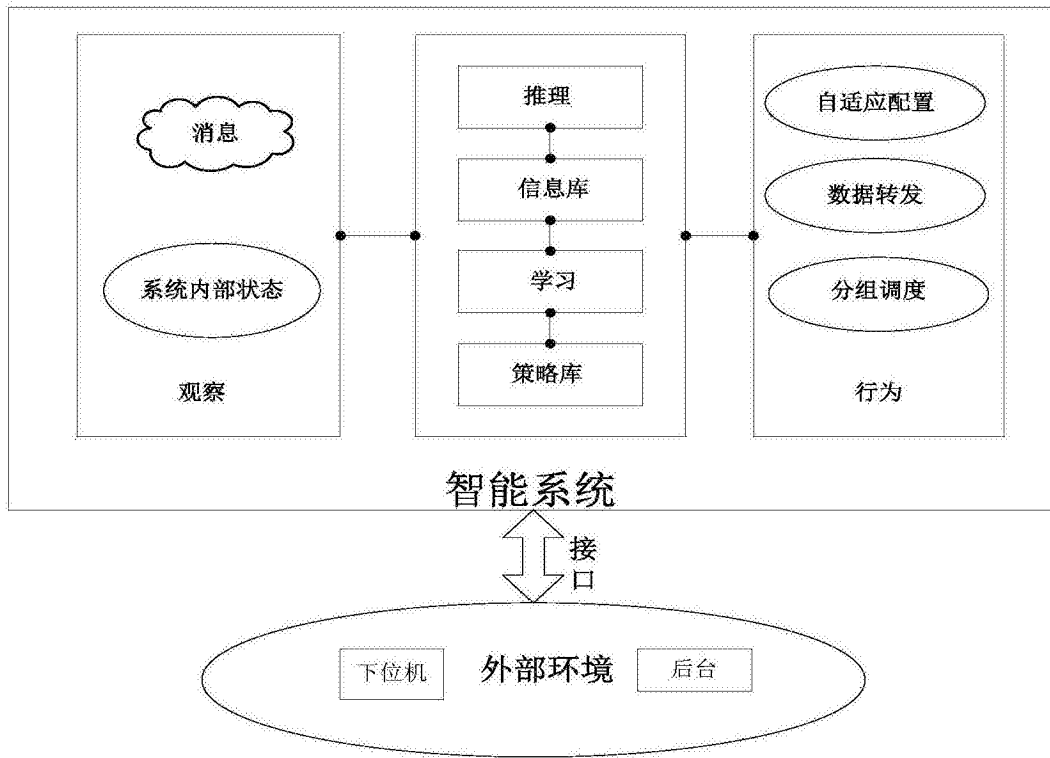 消息
系统内部状态
观察
推理
信息库
学习
策略库
自适应配置
数据转发
分组调度
行为
智能系统
接
口
下位机
外部环境
后台